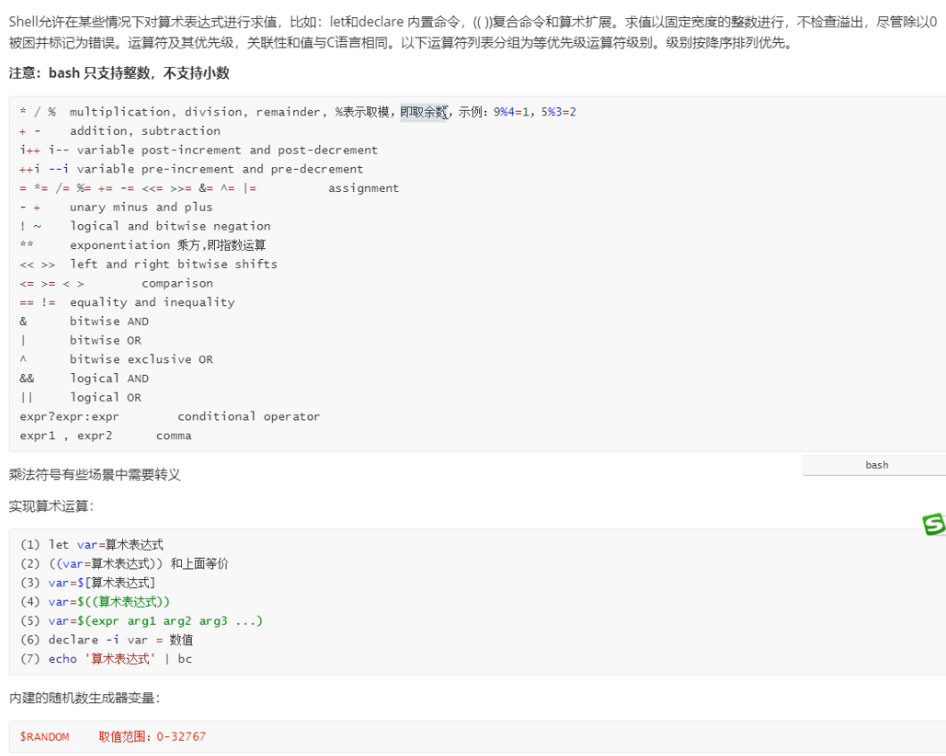 Shell允许在某些情况下对算术表达式进行求值，比如：let和declare 内置命令，(( ))复合命令和算术扩展。求值以固定宽度的整数进行，不检查溢出，尽管除以0
被困并标记为错误。运算符及其优先级，关联性和值与C语言相同。以下运算符列表分组为等优先级运算符级别。级别按降序排列优先。
注意：bash 只支持整数，不支持小数
* / %  multiplication, division, remainder, %表示取模，即取余数，示例：9%4=1，5%3=2
+ -    addition, subtraction
i++ i-- variable post-increment and post-decrement
++i --i variable pre-increment and pre-decrement
= *= /= %= += -= <<= >>= &= ^= |=          assignment
- +    unary minus and plus
! ~    logical and bitwise negation
**     exponentiation 乘方,即指数运算
<< >>  left and right bitwise shifts
<= >= < >        comparison
== !=  equality and inequality
&      bitwise AND
|      bitwise OR
^      bitwise exclusive OR
&&     logical AND
||     logical OR
expr?expr:expr        conditional operator
expr1 , expr2      comma
bash
乘法符号有些场景中需要转义
实现算术运算：
(1) let var=算术表达式
(2) ((var=算术表达式)) 和上面等价
(3) var=$[算术表达式]
(4) var=$((算术表达式))
(5) var=$(expr arg1 arg2 arg3 ...)
(6) declare -i var = 数值
(7) echo '算术表达式' | bc
S
内建的随机数生成器变量：
$RANDOM    取值范围：0-32767